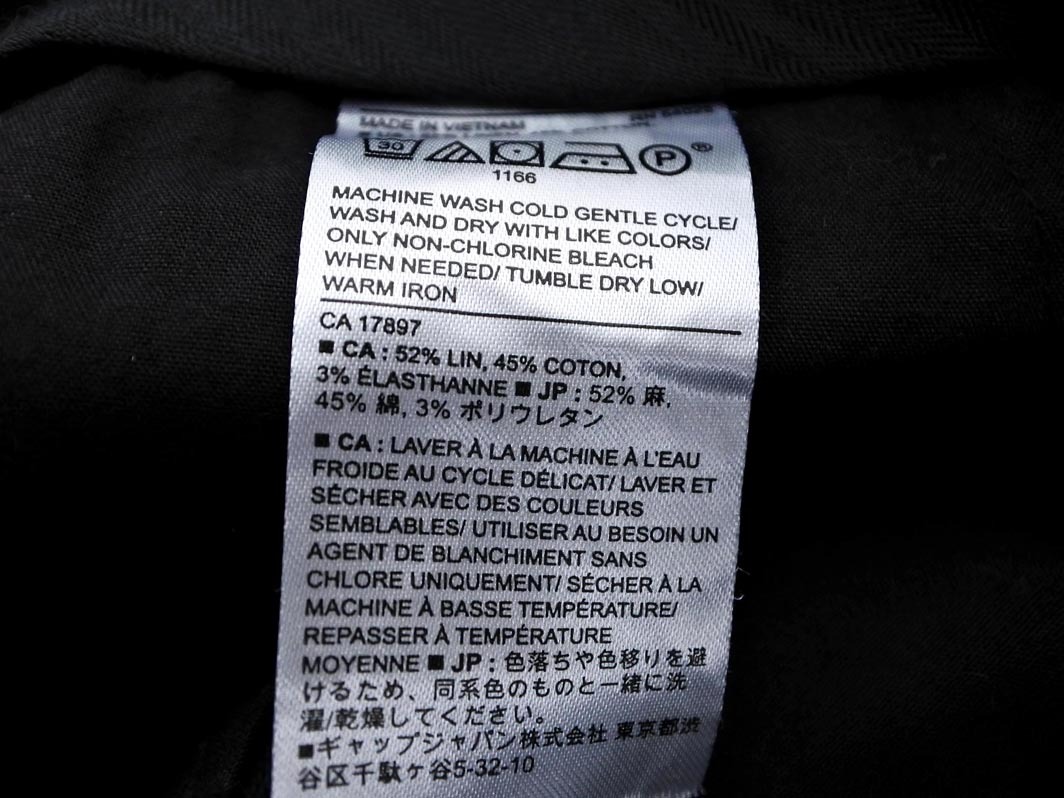 MADE IN VIETNAM
30 P ®
1166
MACHINE WASH COLD GENTLE CYCLE/
WASH AND DRY WITH LIKE COLORS/
ONLY NON-CHLORINE BLEACH
WHEN NEEDED/ TUMBLE DRY LOW/
WARM IRON
CA 17897
■ CA : 52% LIN, 45% COTON,
3% ÉLASTHANNE ■ JP : 52% 麻,
45% 綿, 3% ポリウレタン
■ CA : LAVER À LA MACHINE À L'EAU
FROIDE AU CYCLE DÉLICAT/ LAVER ET
SÉCHER AVEC DES COULEURS
SEMBLABLES/ UTILISER AU BESOIN UN
AGENT DE BLANCHIMENT SANS
CHLORE UNIQUEMENT/ SÉCHER À LA
MACHINE À BASSE TEMPÉRATURE/
REPASSER À TEMPÉRATURE
MOYENNE ■ JP : 色落ちや色移りを避
けるため、同系色のものと一緒に洗
濯/乾燥してください。
■ギャップジャパン株式会社 東京都渋
谷区千駄ヶ谷5-32-10